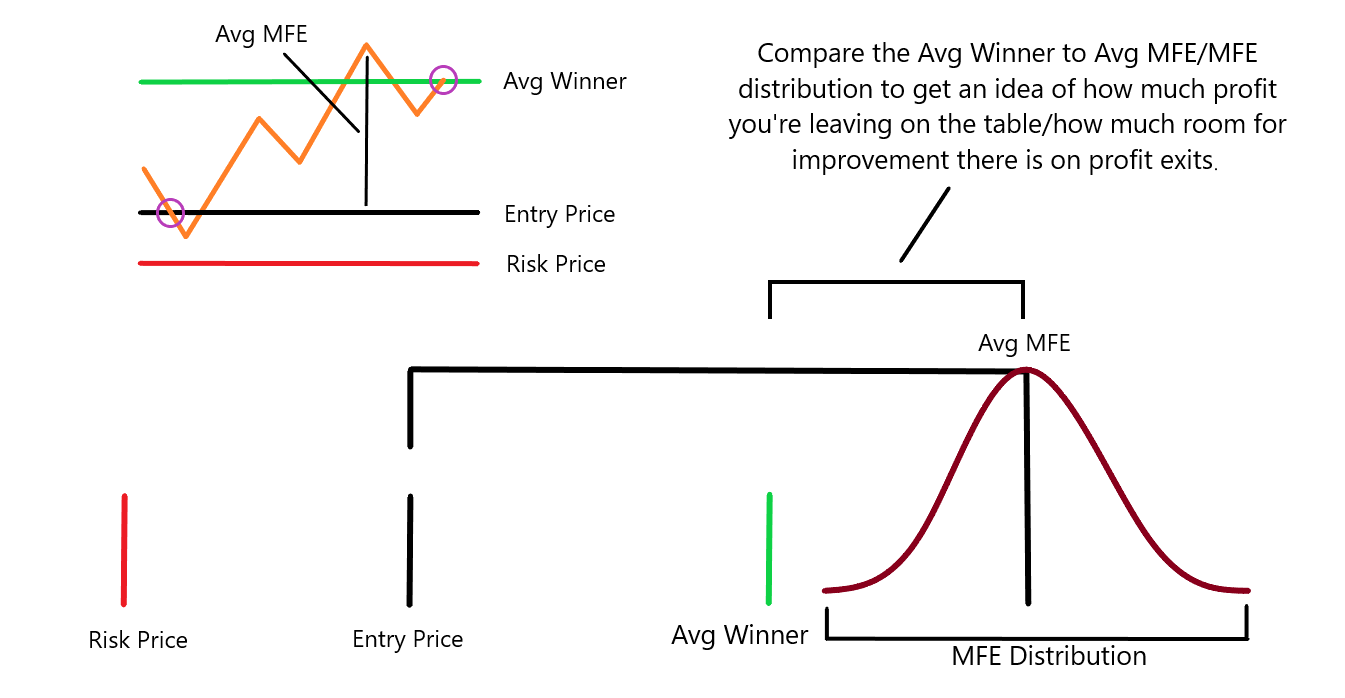 Avg MFE
Avg Winner
Entry Price
Risk Price
Compare the Avg Winner to Avg MFE/MFE
distribution to get an idea of how much profit
you're leaving on the table/how much room for
improvement there is on profit exits.
Avg MFE
Risk Price
Entry Price
Avg Winner
MFE Distribution